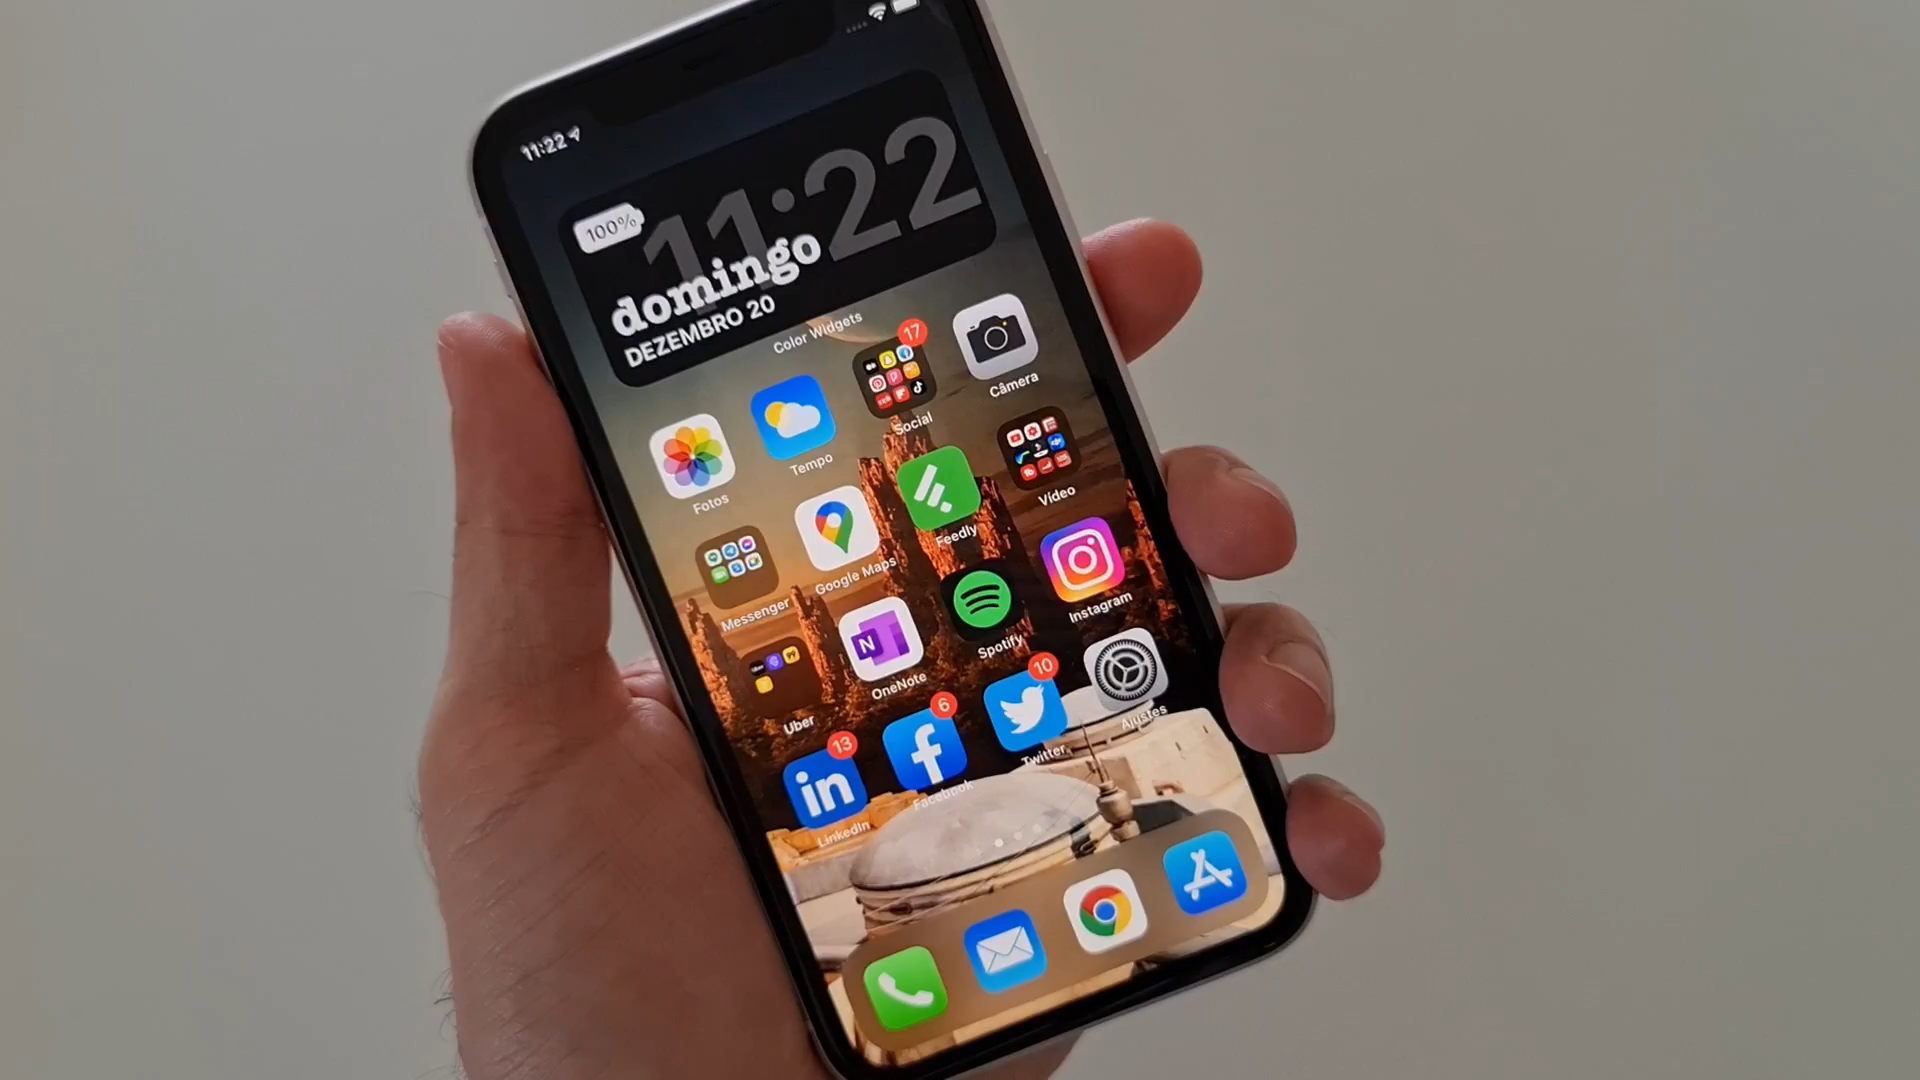 11:22
11:22
100%
domingo
DEZEMBRO 20
Color Widgets
17
Fotos
Tempo
Social
Câmera
Messenger
Google Maps
Feedly
Vídeo
N
Uber
OneNote
Spotify
Instagram
13
6
10
in
f
LinkedIn
Facebook
Twitter
Ajustes